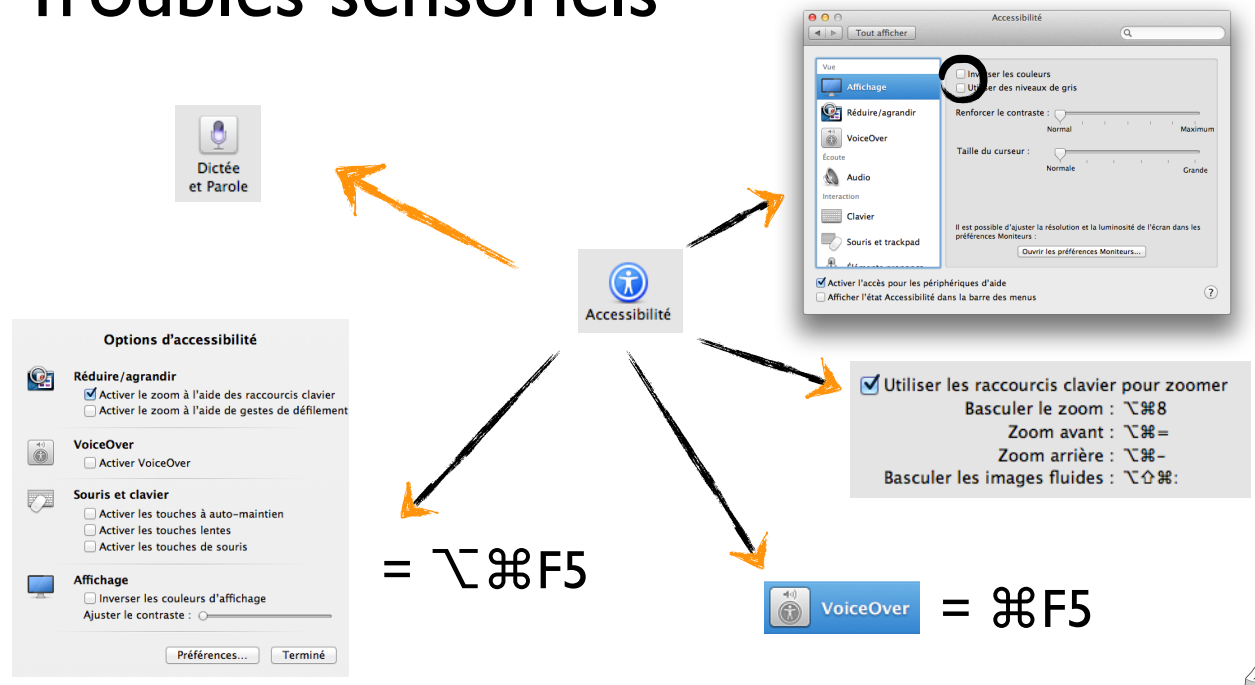 Troubles sensoriels
Accessibilité
Tout afficher
Vue
Affichage
Réduire/agrandir
VoiceOver
Écoute
Audio
Interaction
Clavier
Souris et trackpad
Inverser les couleurs
Utiliser des niveaux de gris
Renforcer le contraste :
Normal
Maximum
Taille du curseur :
Normale
Grande
Il est possible d'ajuster la résolution et la luminosité de l'écran dans les
préférences Moniteurs :
Ouvrir les préférences Moniteurs...
Activer l'accès pour les périphériques d'aide
Afficher l'état Accessibilité dans la barre des menus
?
Dictée
et Parole
Accessibilité
Options d'accessibilité
Réduire/agrandir
Activer le zoom à l'aide des raccourcis clavier
Activer le zoom à l'aide de gestes de défilement
VoiceOver
Activer VoiceOver
Souris et clavier
Activer les touches à auto-maintien
Activer les touches lentes
Activer les touches de souris
Affichage
Inverser les couleurs d'affichage
Ajuster le contraste :
Préférences... Terminé
= ⌥⌘F5
Utiliser les raccourcis clavier pour zoomer
Basculer le zoom : ⌥⌘8
Zoom avant : ⌥⌘=
Zoom arrière : ⌥⌘-
Basculer les images fluides : ⌥⇧⌘:
VoiceOver = ⌘F5